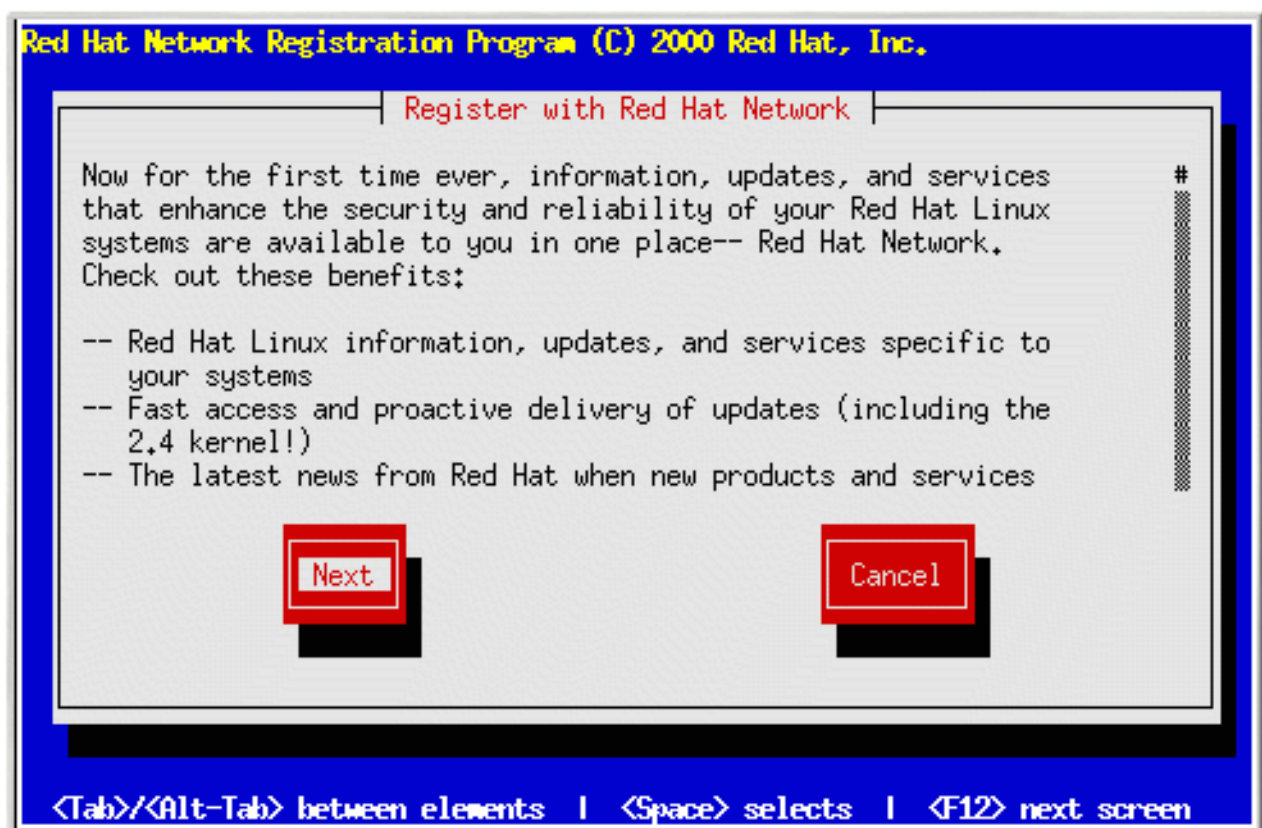 Red Hat Network Registration Program (C) 2000 Red Hat, Inc.
Register with Red Hat Network
Now for the first time ever, information, updates, and services #
that enhance the security and reliability of your Red Hat Linux
systems are available to you in one place-- Red Hat Network.
Check out these benefits:
-- Red Hat Linux information, updates, and services specific to
your systems
-- Fast access and proactive delivery of updates (including the
2.4 kernel!)
-- The latest news from Red Hat when new products and services
Next Cancel
<Tab>/<Alt-Tab> between elements | <Space> selects | <F12> next screen